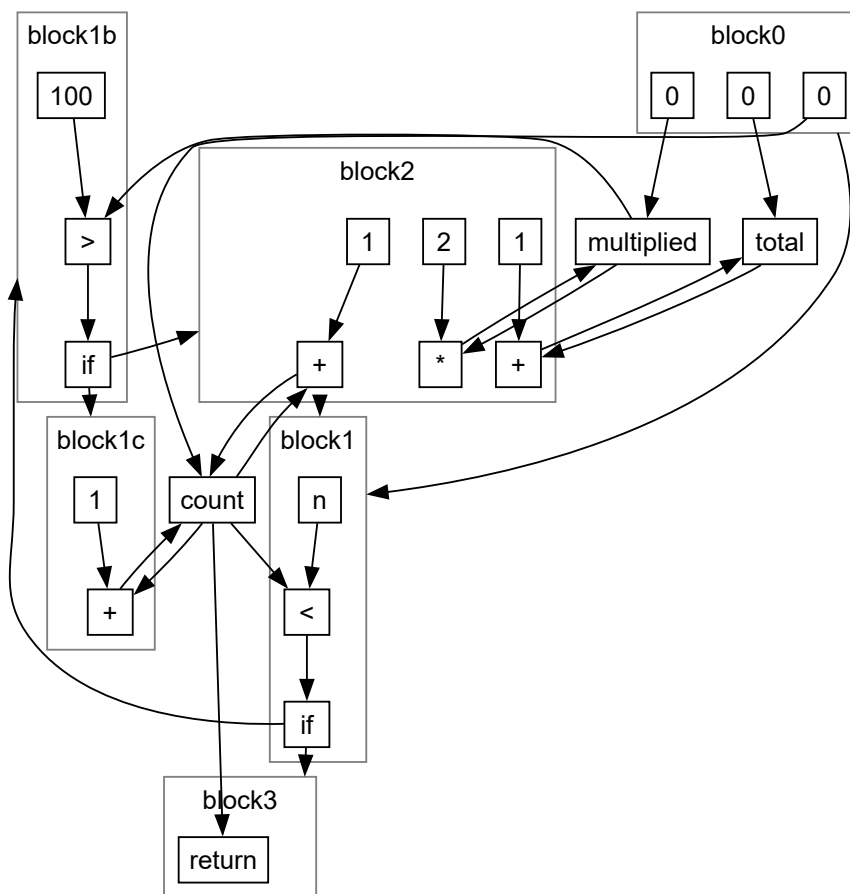 block1b
block0
100
0
0
0
block2
1
2
1
>
multiplied
total
if
+
*
+
block1c
block1
1
count
n
+
<
if
block3
return